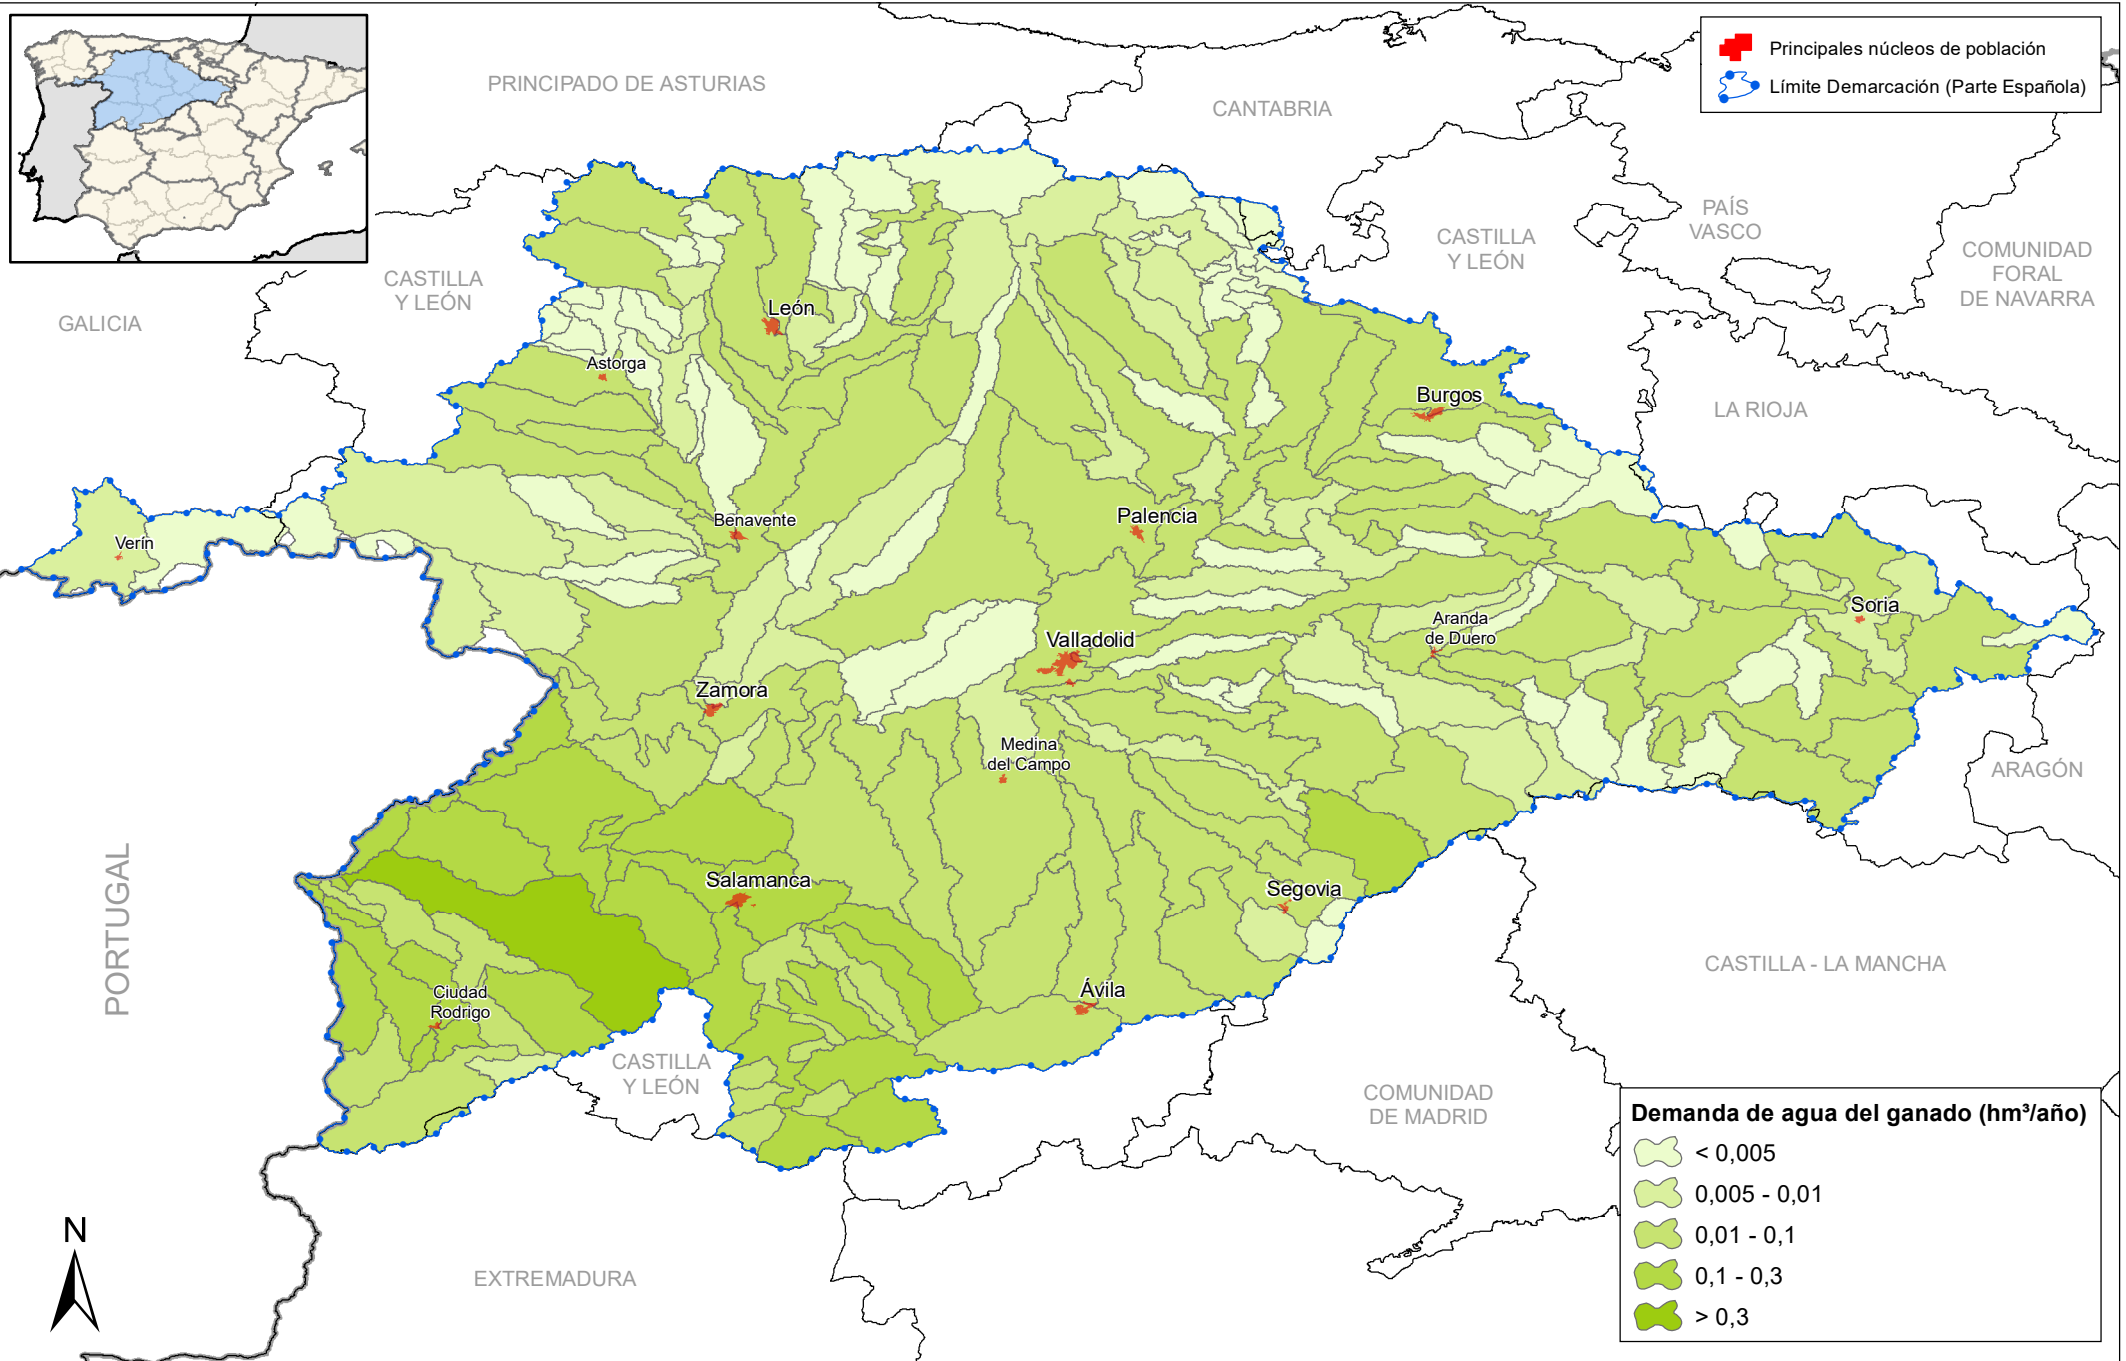 Principales núcleos de población
Límite Demarcación (Parte Española)
PRINCIPADO DE ASTURIAS
CANTABRIA
PAÍS
VASCO
CASTILLA
Y LEÓN
COMUNIDAD
FORAL
DE NAVARRA
CASTILLA
Y LEÓN
GALICIA
León
Astorga
Burgos
LA RIOJA
Benavente
Palencia
Verín
Soria
Aranda
de Duero
Valladolid
Zamora
Medina
del Campo
ARAGÓN
PORTUGAL
Salamanca
Segovia
CASTILLA - LA MANCHA
Ciudad
Rodrigo
Ávila
CASTILLA
Y LEÓN
COMUNIDAD
DE MADRID
EXTREMADURA
N
Demanda de agua del ganado (hm³/año)
< 0,005
0,005 - 0,01
0,01 - 0,1
0,1 - 0,3
> 0,3